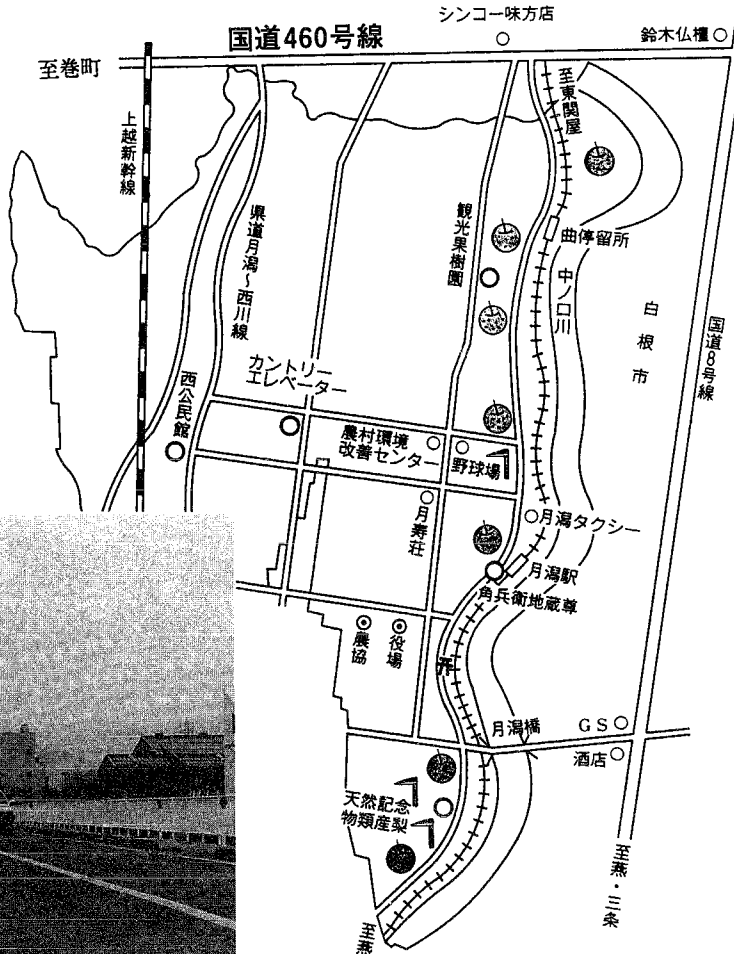 シンコー味方店
国道460号線
鈴木仏檀
至巻町
至東関屋
上越新幹線
県道月潟〜西川線
観光果樹園
曲停留所
中ノ口川
白根市
国道8号線
カントリー
エレベーター
西公民館
農村環境
改善センター
野球場
月寿荘
月潟タクシー
月潟駅
角兵衛地蔵尊
農協
役場
月潟橋
GS
酒店
天然記念
物類産梨
至燕・三条
至燕